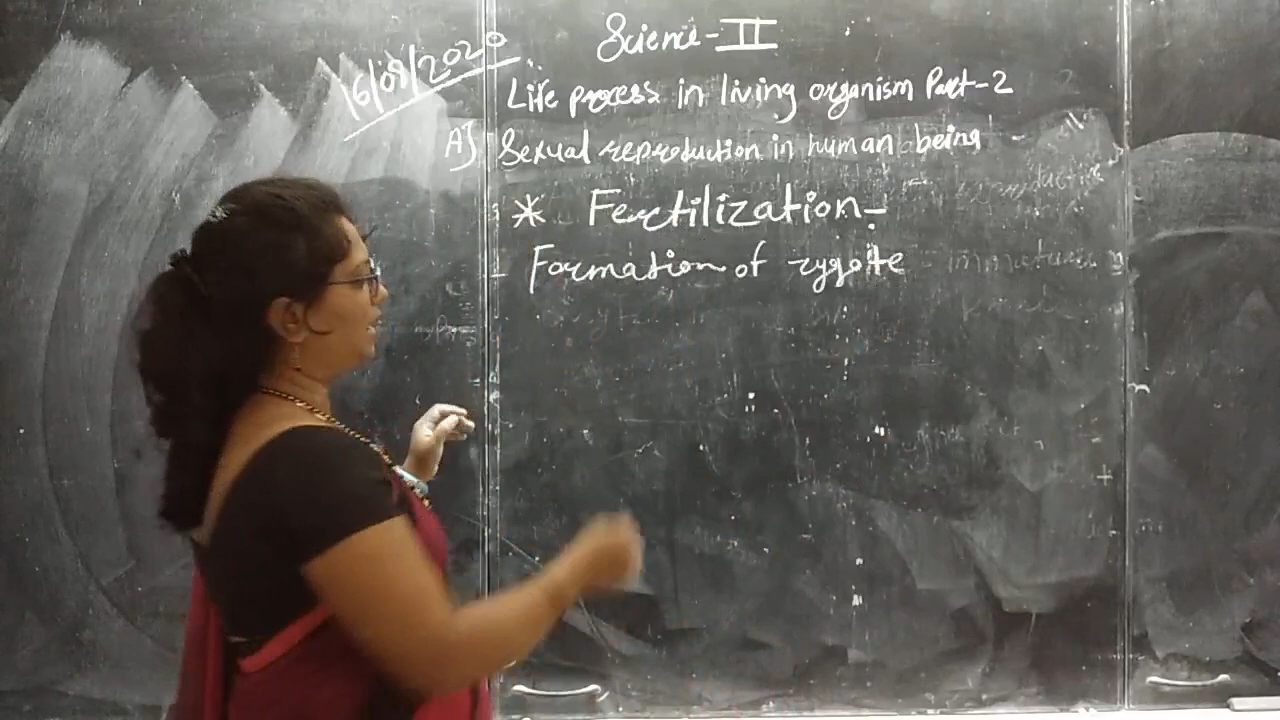 Science-II
16/09/2020
Life process in living organism Part-2
A] Sexual reproduction in human being
* Fertilization-
- Formation of zygote